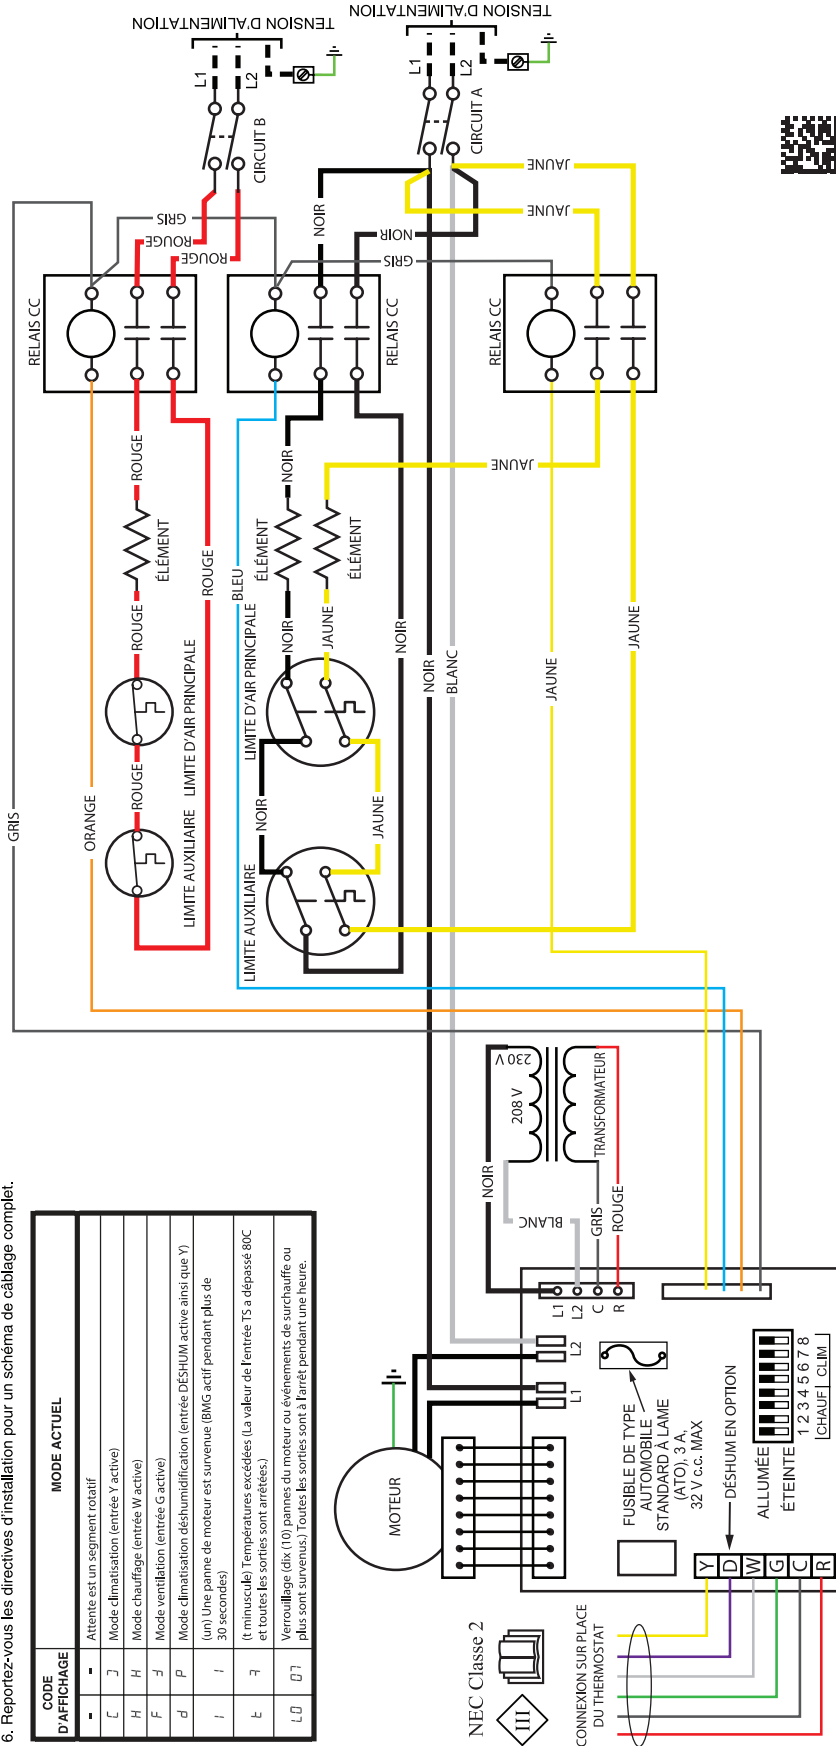 6. Reportez-vous les directives d'installation pour un schéma de câblage complet.
CODE D'AFFICHAGE
MODE ACTUEL
- - Attente est un segment rotatif
C Mode climatisation (entrée Y active)
H H Mode chauffage (entrée W active)
F Mode ventilation (entrée G active)
d P Mode climatisation déshumidification (entrée DESHUM active ainsi que Y)
1 1 (un) Une panne de moteur est survenue (BMG actif pendant plus de
30 secondes)
t (t minuscule) Températures excédées (La valeur de l'entrée TS a dépassé 80C
et toutes les sorties sont arrêtées.)
LO 07 Verrouillage (dix (10) pannes du moteur ou événements de surchauffe ou
plus sont survenus.) Toutes les sorties sont à l'arrêt pendant une heure.
TENSION D'ALIMENTATION
L1
L2
CIRCUIT B
TENSION D'ALIMENTATION
L1
L2
CIRCUIT A
GRIS
GRIS
ROUGE
ROUGE
NOIR
NOIR
GRIS
JAUNE
JAUNE
RELAIS CC
RELAIS CC
RELAIS CC
ROUGE
NOIR
JAUNE
ÉLÉMENT
ROUGE
BLEU
ÉLÉMENT
ÉLÉMENT
ROUGE
NOIR
JAUNE
NOIR
NOIR
BLANC
JAUNE
JAUNE
LIMITE D'AIR PRINCIPALE
LIMITE D'AIR PRINCIPALE
ORANGE
ROUGE
NOIR
JAUNE
LIMITE AUXILIAIRE
LIMITE AUXILIAIRE
230 V
208 V
TRANSFORMATEUR
NOIR
BLANC
GRIS
ROUGE
L1
L2
C
R
L2
L1
MOTEUR
FUSIBLE DE TYPE
AUTOMOBILE
STANDARD À LAME
(ATO), 3 A,
32 V c.c. MAX
DÉSHUM EN OPTION
ALLUMÉE
ÉTEINTE
1 2 3 4 5 6 7 8
CHAUF CLIM
Y
D
W
G
C
R
NEC Classe 2
III
CONNEXION SUR PLACE
DU THERMOSTAT